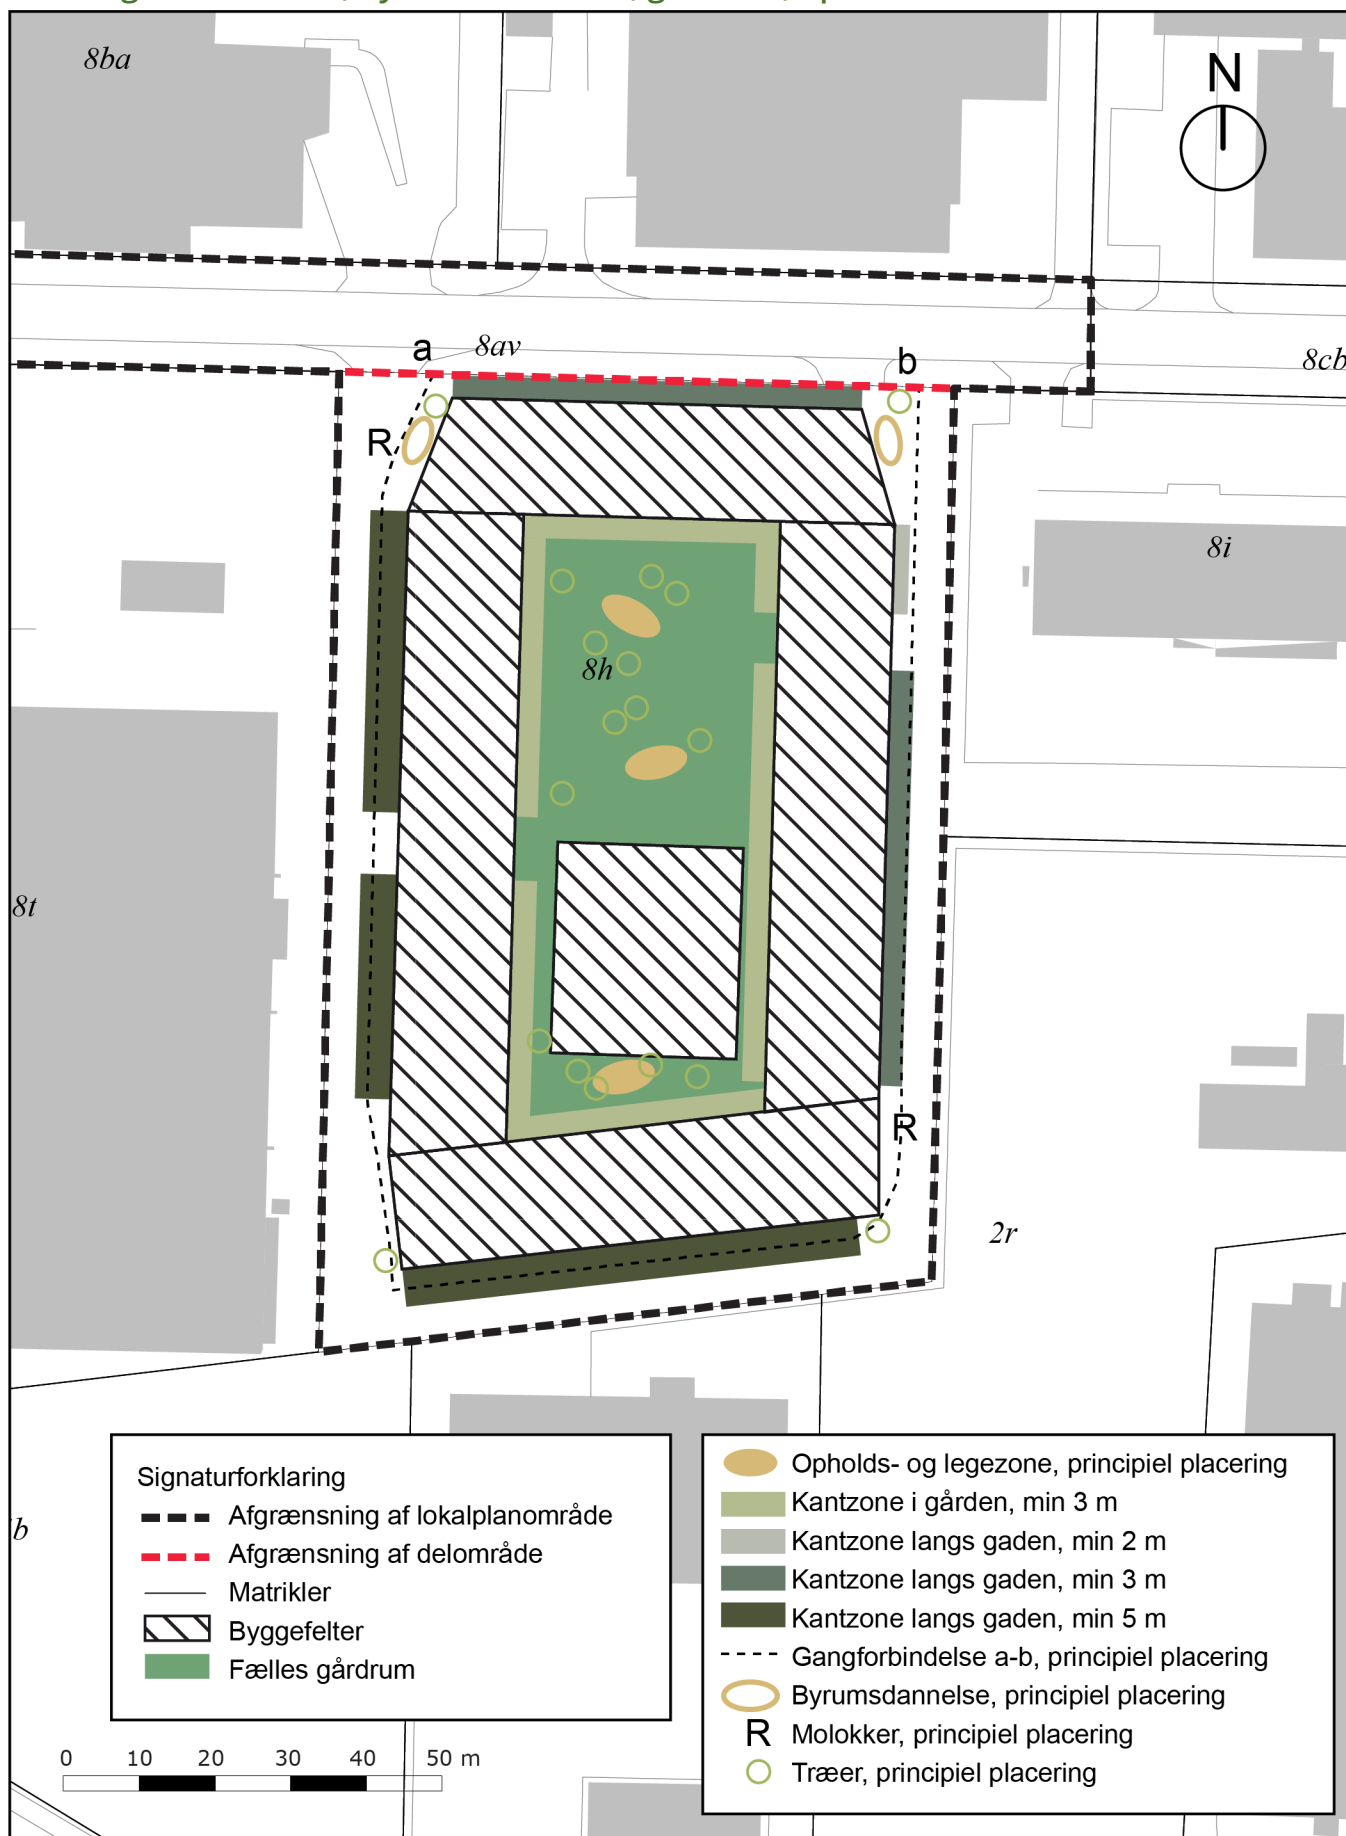 8ba
N
a
8av
b
8cb
R
8i
8h
8t
R
2r
Signaturforklaring
Afgrænsning af lokalplanområde
Afgrænsning af delområde
Matrikler
Byggefelter
Fælles gårdrum
Opholds- og legezone, principiel placering
Kantzone i gården, min 3 m
Kantzone langs gaden, min 2 m
Kantzone langs gaden, min 3 m
Kantzone langs gaden, min 5 m
Gangforbindelse a-b, principiel placering
Byrumsdannelse, principiel placering
R Molokker, principiel placering
Træer, principiel placering
0 10 20 30 40 50 m